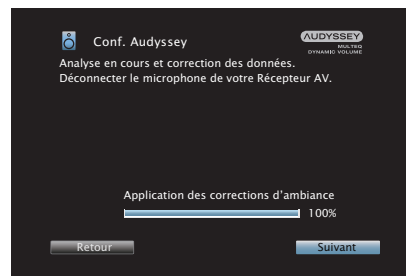 Conf. Audyssey
AUDYSSEY
MULTEQ
DYNAMIC VOLUME
Analyse en cours et correction des données.
Déconnecter le microphone de votre Récepteur AV.
Application des corrections d'ambiance
100%
Retour
Suivant